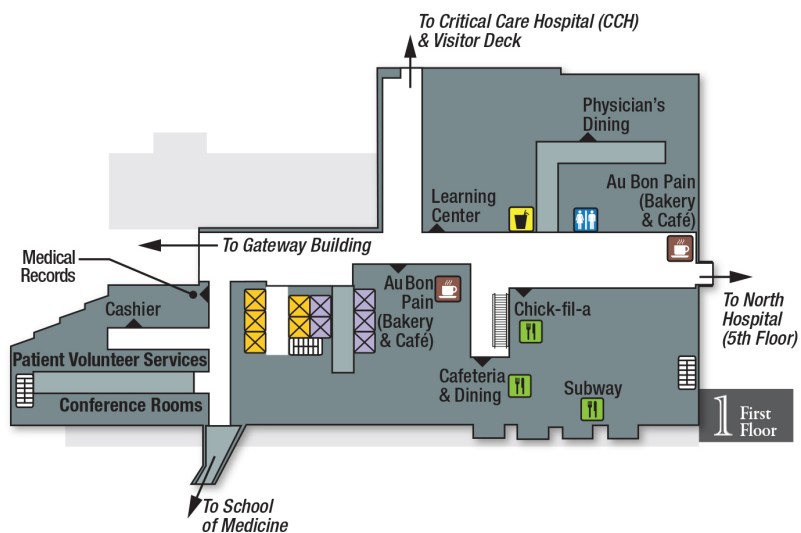 To Critical Care Hospital (CCH)
& Visitor Deck
Physician's
Dining
Learning
Center
Au Bon Pain
(Bakery
& Café)
To Gateway Building
Medical
Records
Cashier
Au Bon
Pain
(Bakery
& Café)
Chick-fil-a
To North
Hospital
(5th Floor)
Patient Volunteer Services
Conference Rooms
Cafeteria
& Dining
Subway
1 First
Floor
To School
of Medicine